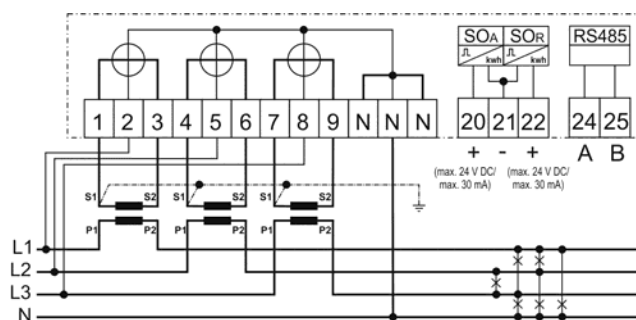 SOA SOR RS485
kwh kwh
1 2 3 4 5 6 7 8 9 N N N 20 21 22 24 25
+ - + A B
(max. 24 V DC/ max. 30 mA) (max. 24 V DC/ max. 30 mA)
S1 S2 S1 S2 S1 S2
P1 P2 P1 P2 P1 P2
L1
L2
L3
N